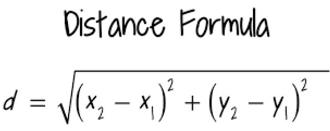 Distance Formula
d = √((x₂ − x₁)² + (y₂ − y₁)²)